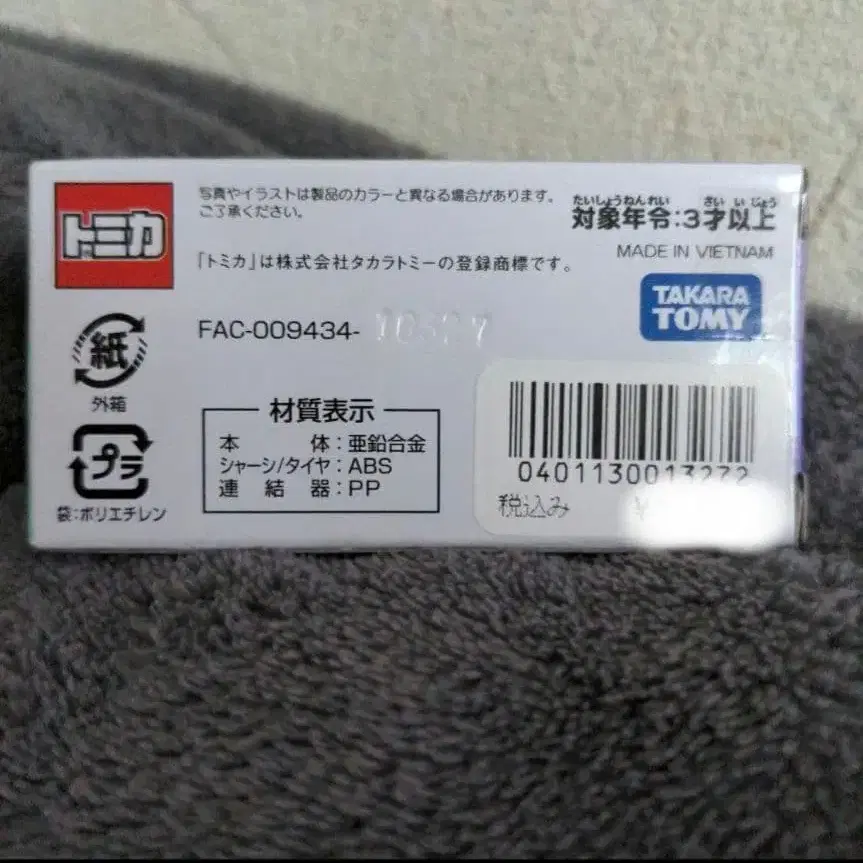 トミカ
写真やイラストは製品のカラーと異なる場合があります。
ご了承ください。
「トミカ」は株式会社タカラトミーの登録商標です。
たいしょうねんれい さい いじょう
対象年令:3才以上
MADE IN VIETNAM
TAKARA
TOMY
FAC-009434-
紙
外箱
プラ
袋:ポリエチレン
材質表示
本体:亜鉛合金
シャーシ/タイヤ:ABS
連結器:PP
0401130013272
税込み
¥